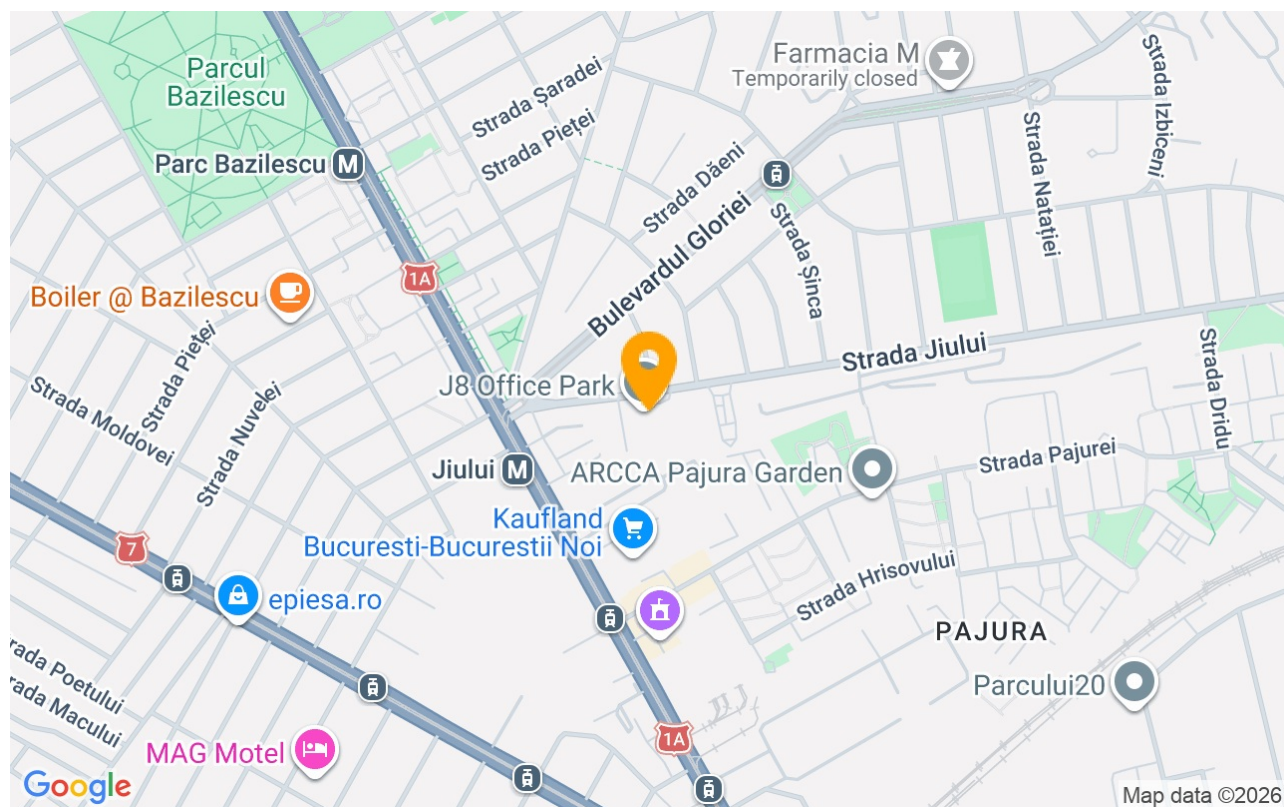 Parcul
Bazilescu
Farmacia M
Temporarily closed
Strada Izbiceni
Strada Șaradei
Strada Pieței
Parc Bazilescu M
Strada Dăeni
Strada Natației
Bulevardul Gloriei
Strada Șinca
1A
Boiler @ Bazilescu
Strada Jiului
J8 Office Park
Strada Pieței
Strada Nuvelei
Strada Moldovei
Strada Dridu
Jiului M
ARCCA Pajura Garden
Strada Pajurei
Kaufland
Bucuresti-Bucurestii Noi
7
epiesa.ro
Strada Hrisovului
PAJURA
Parcului20
rada Poetului
rada Macului
MAG Motel
1A
Google
Map data ©2026